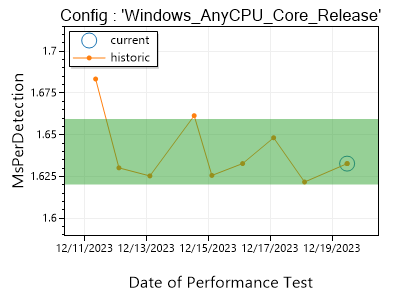 Config : 'Windows_AnyCPU_Core_Release'
current
historic
1.7
1.675
1.65
1.625
1.6
MsPerDetection
12/11/2023 12/13/2023 12/15/2023 12/17/2023 12/19/2023
Date of Performance Test